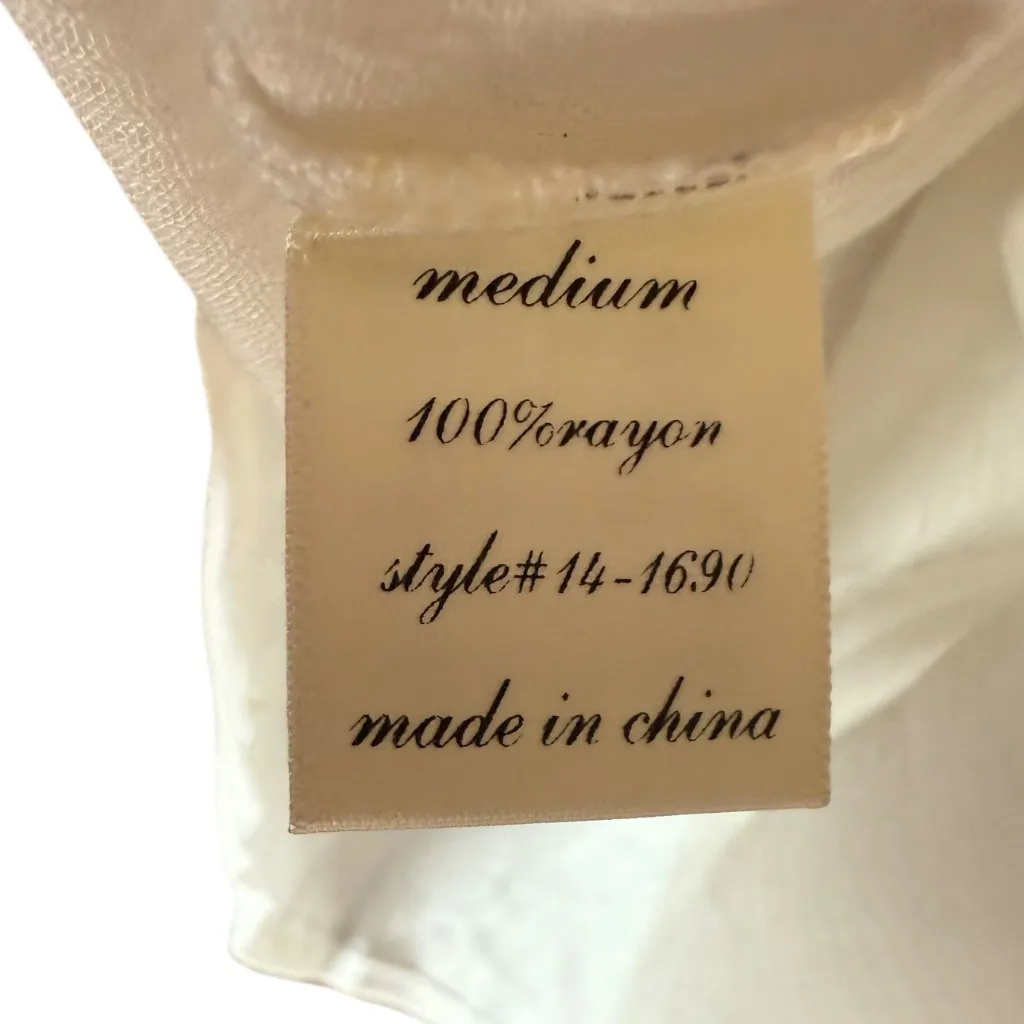 medium
100%rayon
style#14-1690
made in china